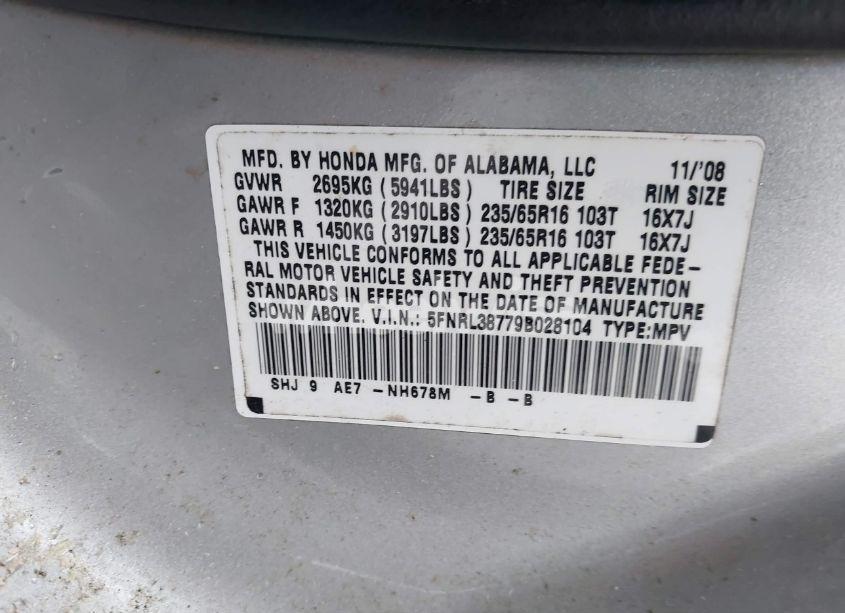 MFD. BY HONDA MFG. OF ALABAMA, LLC 11/'08
GVWR 2695KG (5941LBS) TIRE SIZE RIM SIZE
GAWR F 1320KG (2910LBS) 235/65R16 103T 16X7J
GAWR R 1450KG (3197LBS) 235/65R16 103T 16X7J
THIS VEHICLE CONFORMS TO ALL APPLICABLE FEDE-
RAL MOTOR VEHICLE SAFETY AND THEFT PREVENTION
STANDARDS IN EFFECT ON THE DATE OF MANUFACTURE
SHOWN ABOVE. V.I.N.: 5FNRL38779B028104 TYPE:MPV
SHJ 9 AE7 -NH678M -B -B